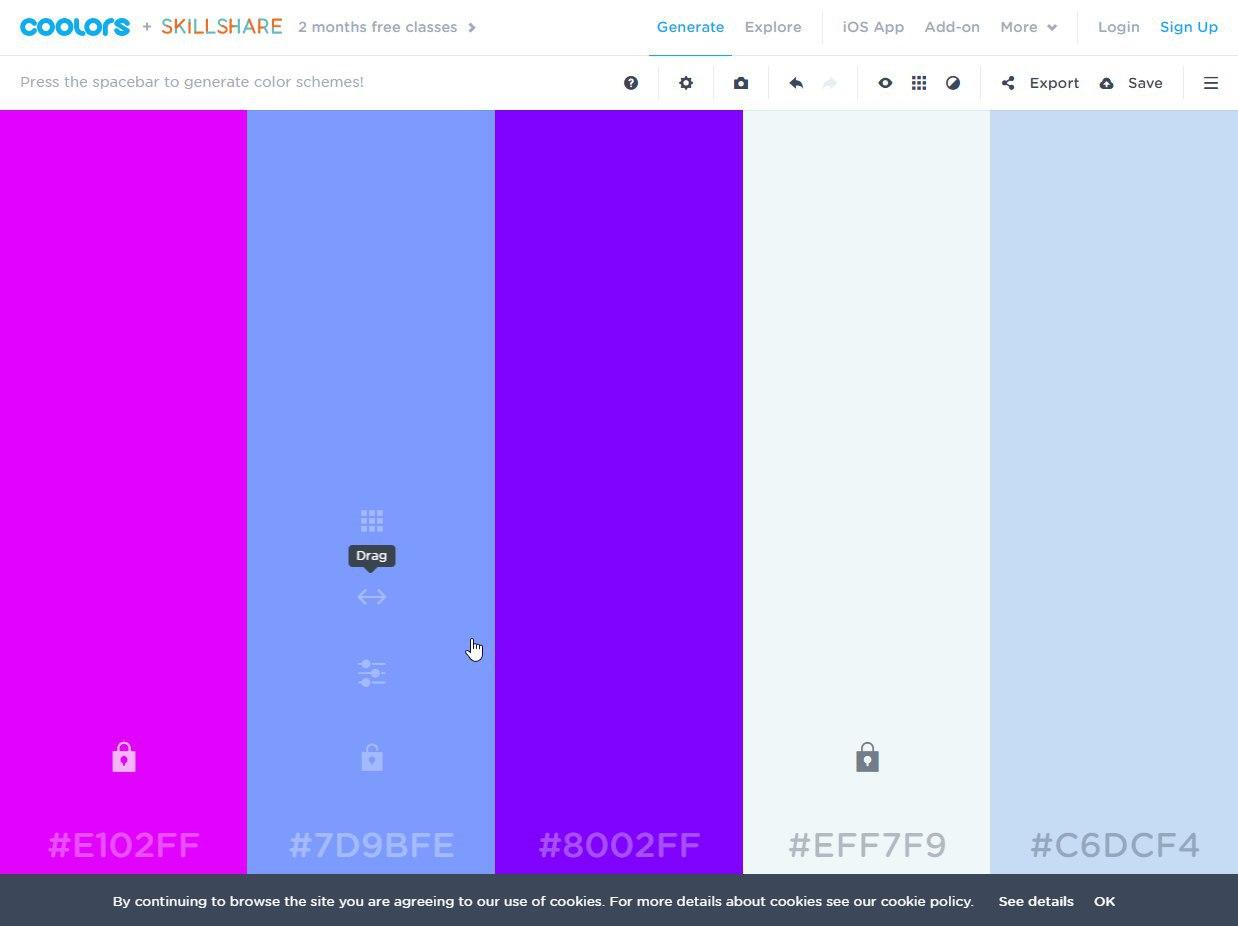 coolors + SKILLSHARE 2 months free classes Generate Explore iOS App Add-on More Login Sign Up
Press the spacebar to generate color schemes! Export Save
Drag
#E102FF #7D9BFE #8002FF #EFF7F9 #C6DCF4
By continuing to browse the site you are agreeing to our use of cookies. For more details about cookies see our cookie policy. See details OK